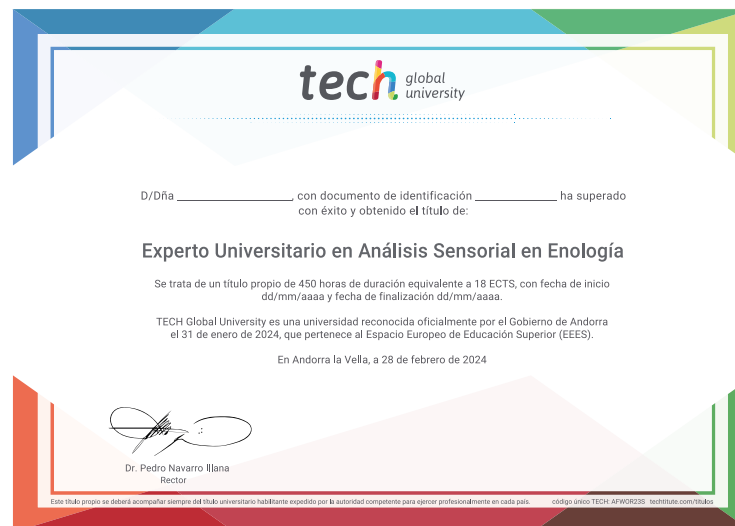 tech global
university
D/Dña ____________, con documento de identificación ____________ ha superado
con éxito y obtenido el título de:
Experto Universitario en Análisis Sensorial en Enología
Se trata de un título propio de 450 horas de duración equivalente a 18 ECTS, con fecha de inicio
dd/mm/aaaa y fecha de finalización dd/mm/aaaa.
TECH Global University es una universidad reconocida oficialmente por el Gobierno de Andorra
el 31 de enero de 2024, que pertenece al Espacio Europeo de Educación Superior (EEES).
En Andorra la Vella, a 28 de febrero de 2024
Dr. Pedro Navarro Illana
Rector
Este título propio se deberá acompañar siempre del título universitario habilitante expedido por la autoridad competente para ejercer profesionalmente en cada país. código único TECH: AFWOR23S techtitute.com/titulos